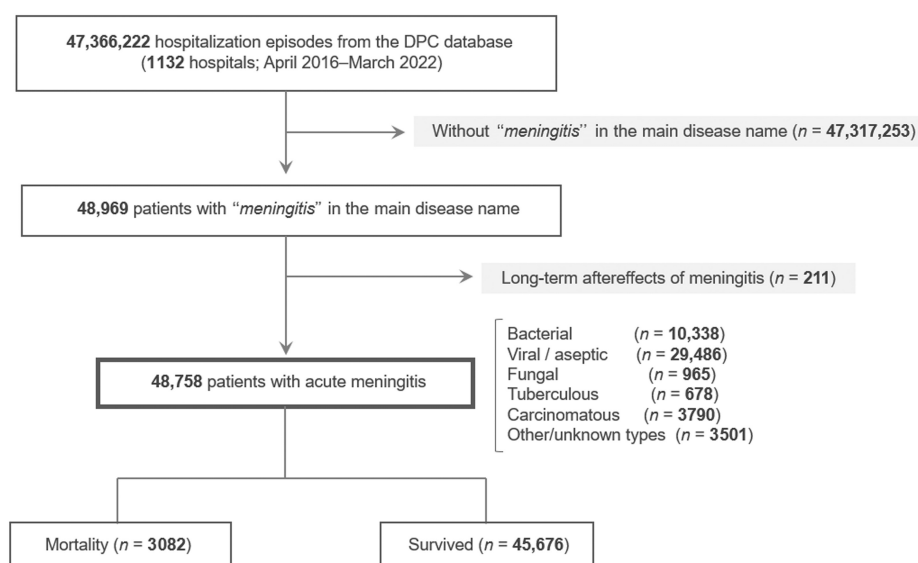 47,366,222 hospitalization episodes from the DPC database
(1132 hospitals; April 2016–March 2022)
Without “meningitis” in the main disease name (n = 47,317,253)
48,969 patients with “meningitis” in the main disease name
Long-term aftereffects of meningitis (n = 211)
48,758 patients with acute meningitis
Bacterial (n = 10,338)
Viral / aseptic (n = 29,486)
Fungal (n = 965)
Tuberculous (n = 678)
Carcinomatous (n = 3790)
Other/unknown types (n = 3501)
Mortality (n = 3082)
Survived (n = 45,676)